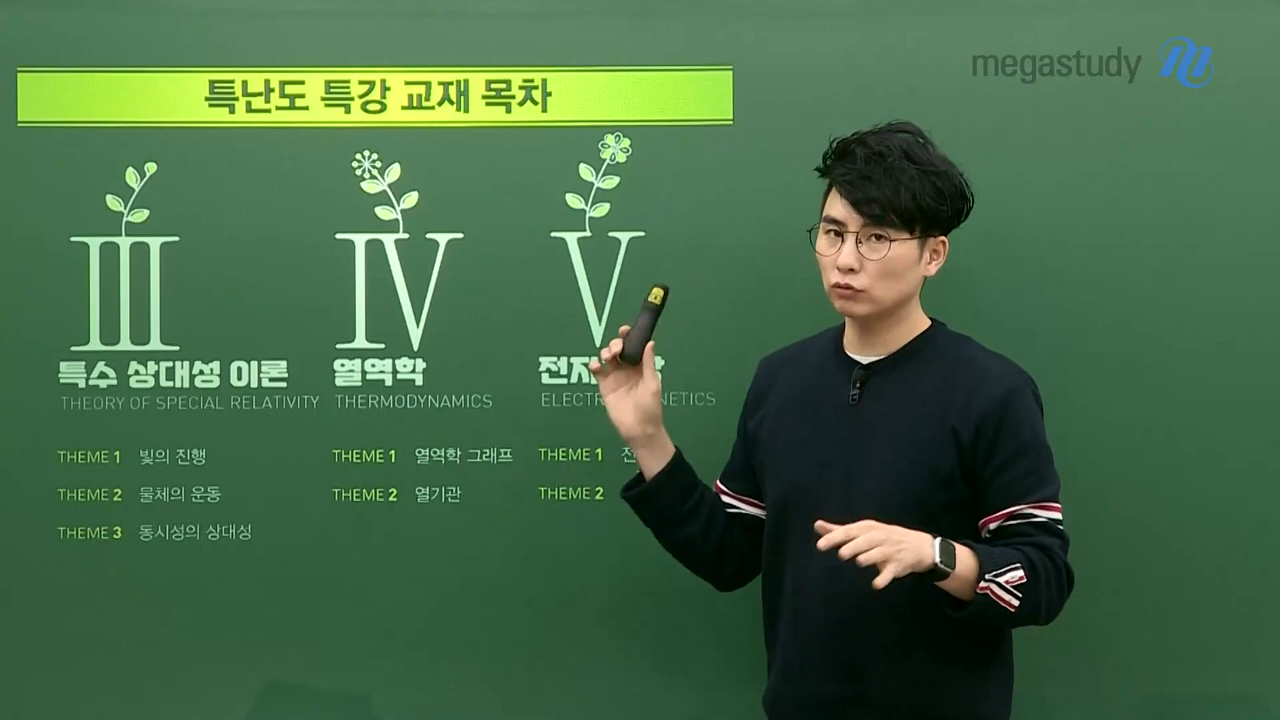 megastudy
특난도 특강 교재 목차
III
특수 상대성 이론
THEORY OF SPECIAL RELATIVITY
THEME 1 빛의 진행
THEME 2 물체의 운동
THEME 3 동시성의 상대성
IV
열역학
THERMODYNAMICS
THEME 1 열역학 그래프
THEME 2 열기관
V
THEME 1
THEME 2